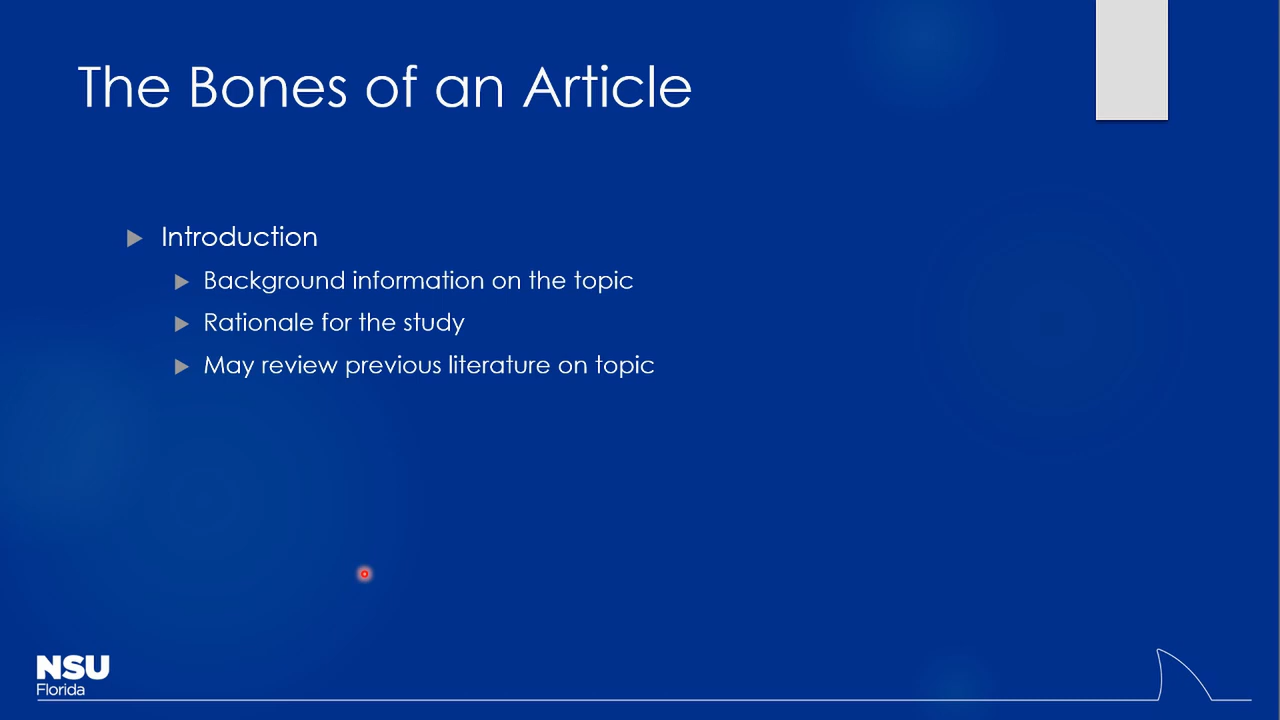 The Bones of an Article
Introduction
Background information on the topic
Rationale for the study
May review previous literature on topic
NSU
Florida